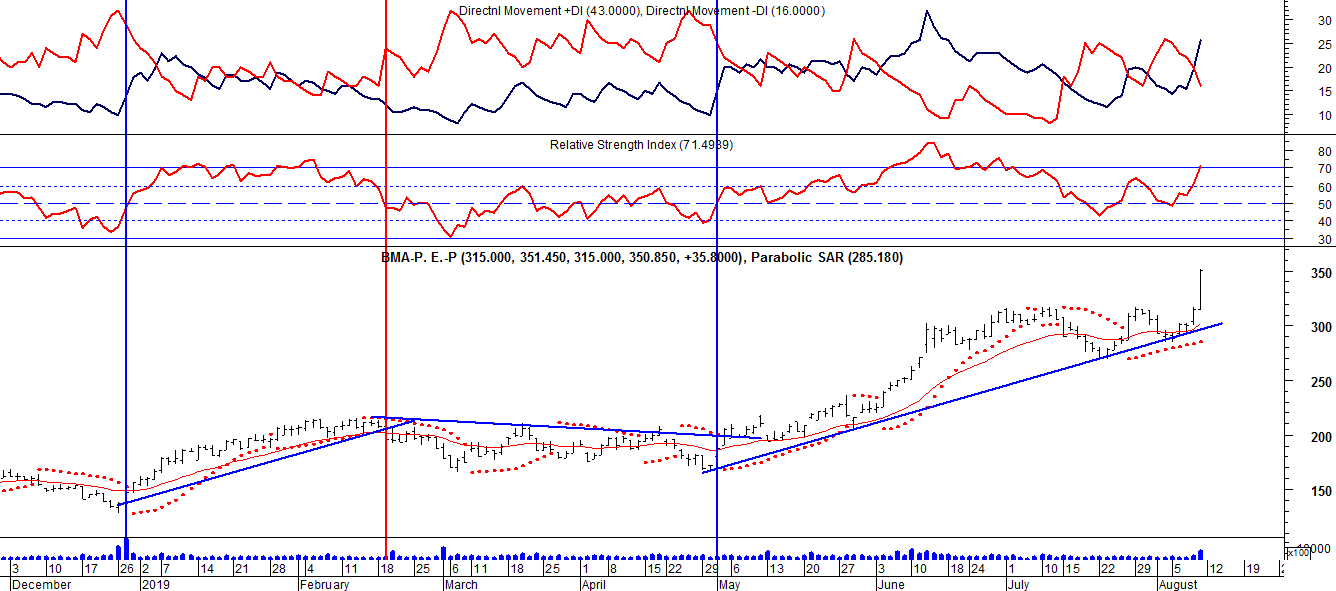 Directnl Movement +DI (43.0000), Directnl Movement -DI (16.0000)
30
25
20
15
10
Relative Strength Index (71.4939)
80
70
60
50
40
30
BMA-P. E.-P (315.000, 351.450, 315.000, 350.850, +35.8000), Parabolic SAR (285.180)
350
300
250
200
150
10000
x100
3 10 17 26 2 7 14 21 28 4 11 18 25 6 11 18 25 1 8 15 22 29 6 13 20 27 3 10 18 24 1 10 15 22 29 5 12 19
December 2019 February March April May June July August